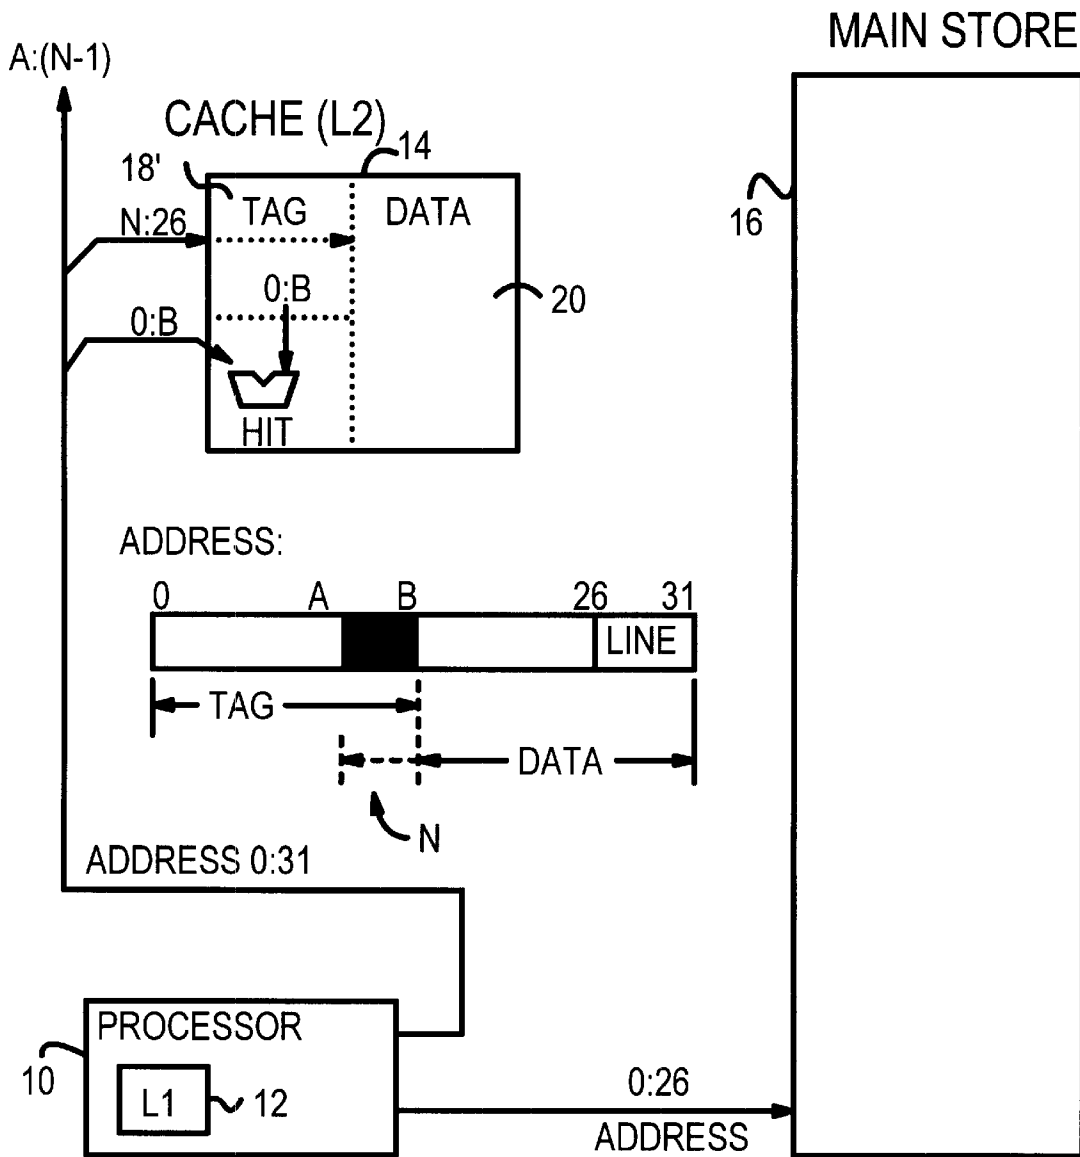 MAIN STORE
A:(N-1)
CACHE (L2)
14
18'
TAG
DATA
N:26
16
0:B
20
0:B
HIT
ADDRESS:
0 A B 26 31
LINE
TAG
DATA
N
ADDRESS 0:31
PROCESSOR
10
L1
12
0:26
ADDRESS